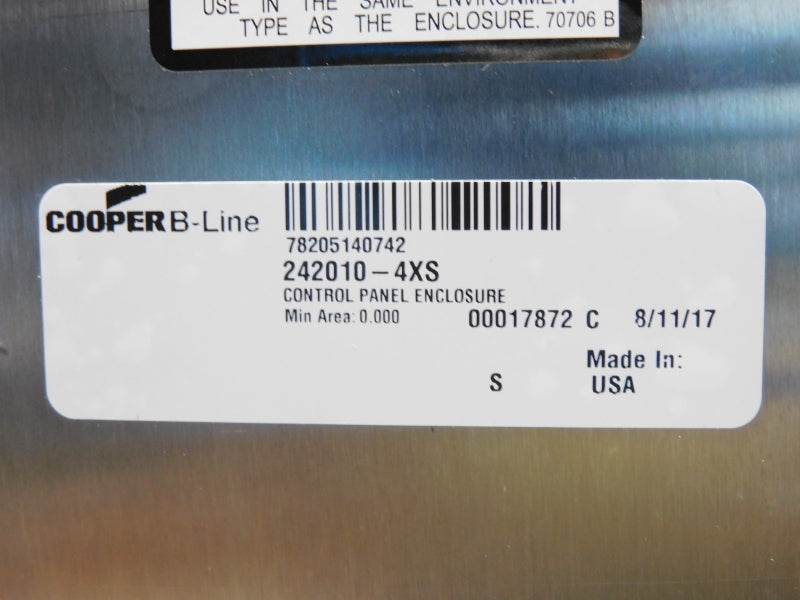 USE IN THE SAME ENVIRONMENT
TYPE AS THE ENCLOSURE. 70706 B
COOPER B-Line
78205140742
242010-4XS
CONTROL PANEL ENCLOSURE
Min Area: 0.000 00017872 C 8/11/17
Made In:
S USA